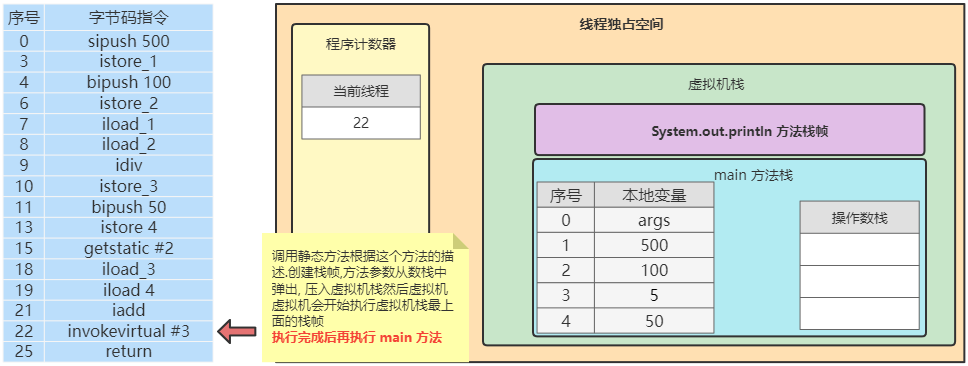 序号 字节码指令
0 sipush 500
3 istore_1
4 bipush 100
6 istore_2
7 iload_1
8 iload_2
9 idiv
10 istore_3
11 bipush 50
13 istore 4
15 getstatic #2
18 iload_3
19 iload 4
21 iadd
22 invokevirtual #3
25 return
线程独占空间
程序计数器
当前线程
22
调用静态方法根据这个方法的描
述.创建栈帧,方法参数从数栈中
弹出, 压入虚拟机栈然后虚拟机
虚拟机会开始执行虚拟机栈最上
面的栈帧
执行完成后再执行 main 方法
虚拟机栈
System.out.println 方法栈帧
main 方法栈
序号 本地变量
0 args
1 500
2 100
3 5
4 50
操作数栈